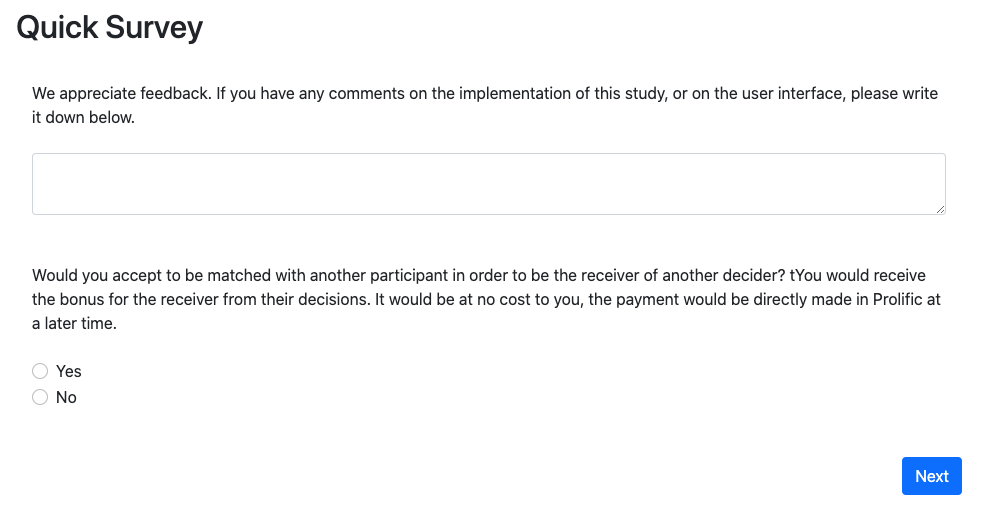 Quick Survey
We appreciate feedback. If you have any comments on the implementation of this study, or on the user interface, please write
it down below.
Would you accept to be matched with another participant in order to be the receiver of another decider? tYou would receive
the bonus for the receiver from their decisions. It would be at no cost to you, the payment would be directly made in Prolific at
a later time.
Yes
No
Next